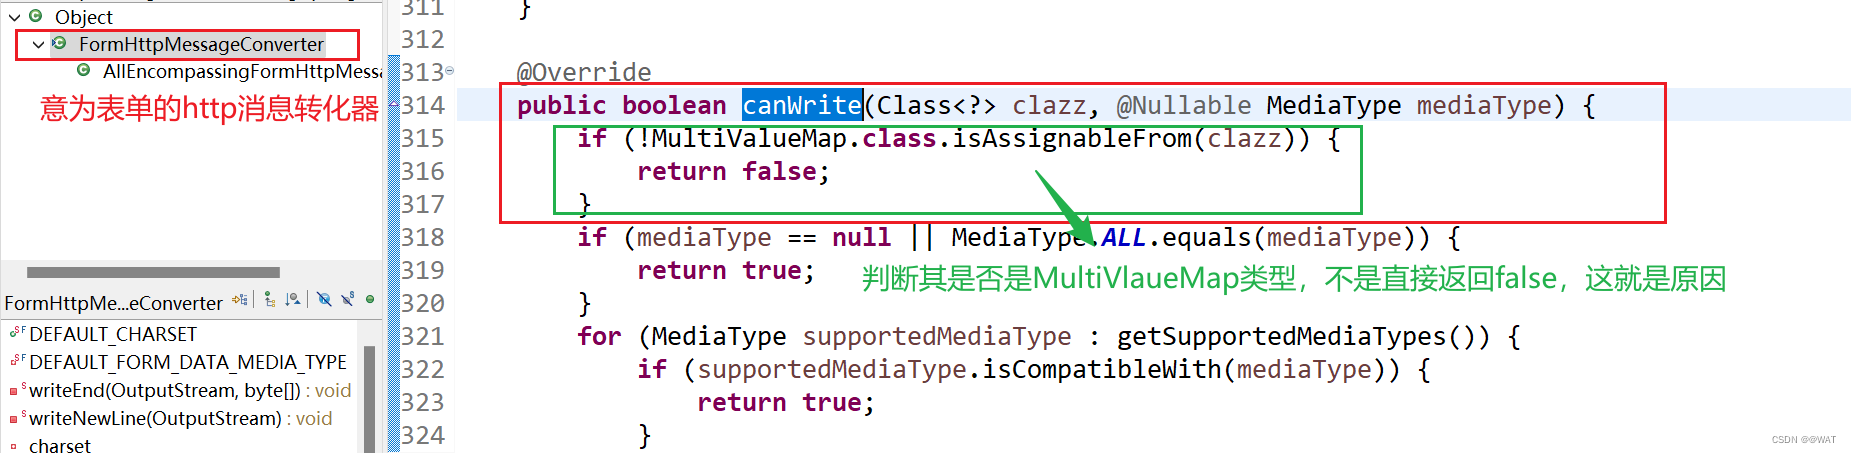 Object
FormHttpMessageConverter
AllEncompassingFormHttpMess
意为表单的http消息转化器
FormHttpMe...eConverter
DEFAULT_CHARSET
DEFAULT_FORM_DATA_MEDIA_TYPE
writeEnd(OutputStream, byte[]) : void
writeNewLine(OutputStream) : void
charset
311 }
312
313 @Override
314 public boolean canWrite(Class<?> clazz, @Nullable MediaType mediaType) {
315 if (!MultiValueMap.class.isAssignableFrom(clazz)) {
316 return false;
317 }
318 if (mediaType == null || MediaType.ALL.equals(mediaType)) {
319 return true;
判断其是否是MultiVlaueMap类型，不是直接返回false，这就是原因
320 }
321 for (MediaType supportedMediaType : getSupportedMediaTypes()) {
322 if (supportedMediaType.isCompatibleWith(mediaType)) {
323 return true;
324 }
CSDN @@WAT